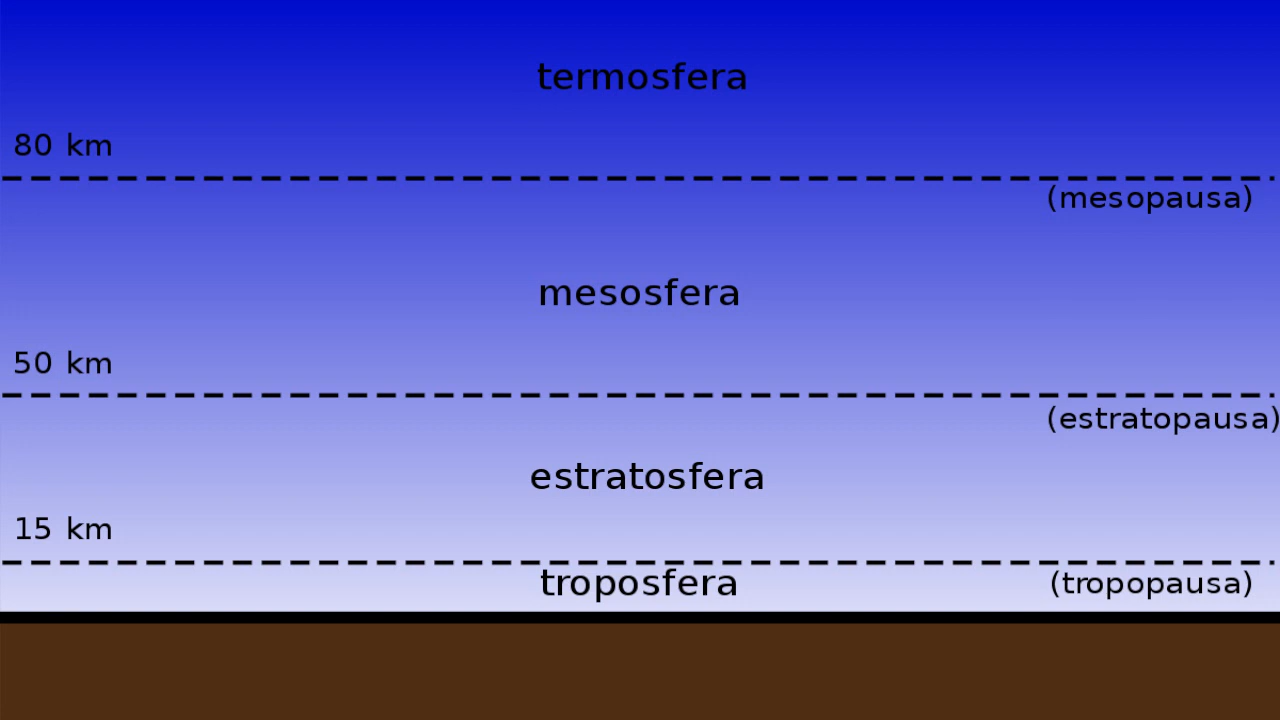 termosfera
80 km
(mesopausa)
mesosfera
50 km
(estratopausa)
estratosfera
15 km
troposfera
(tropopausa)